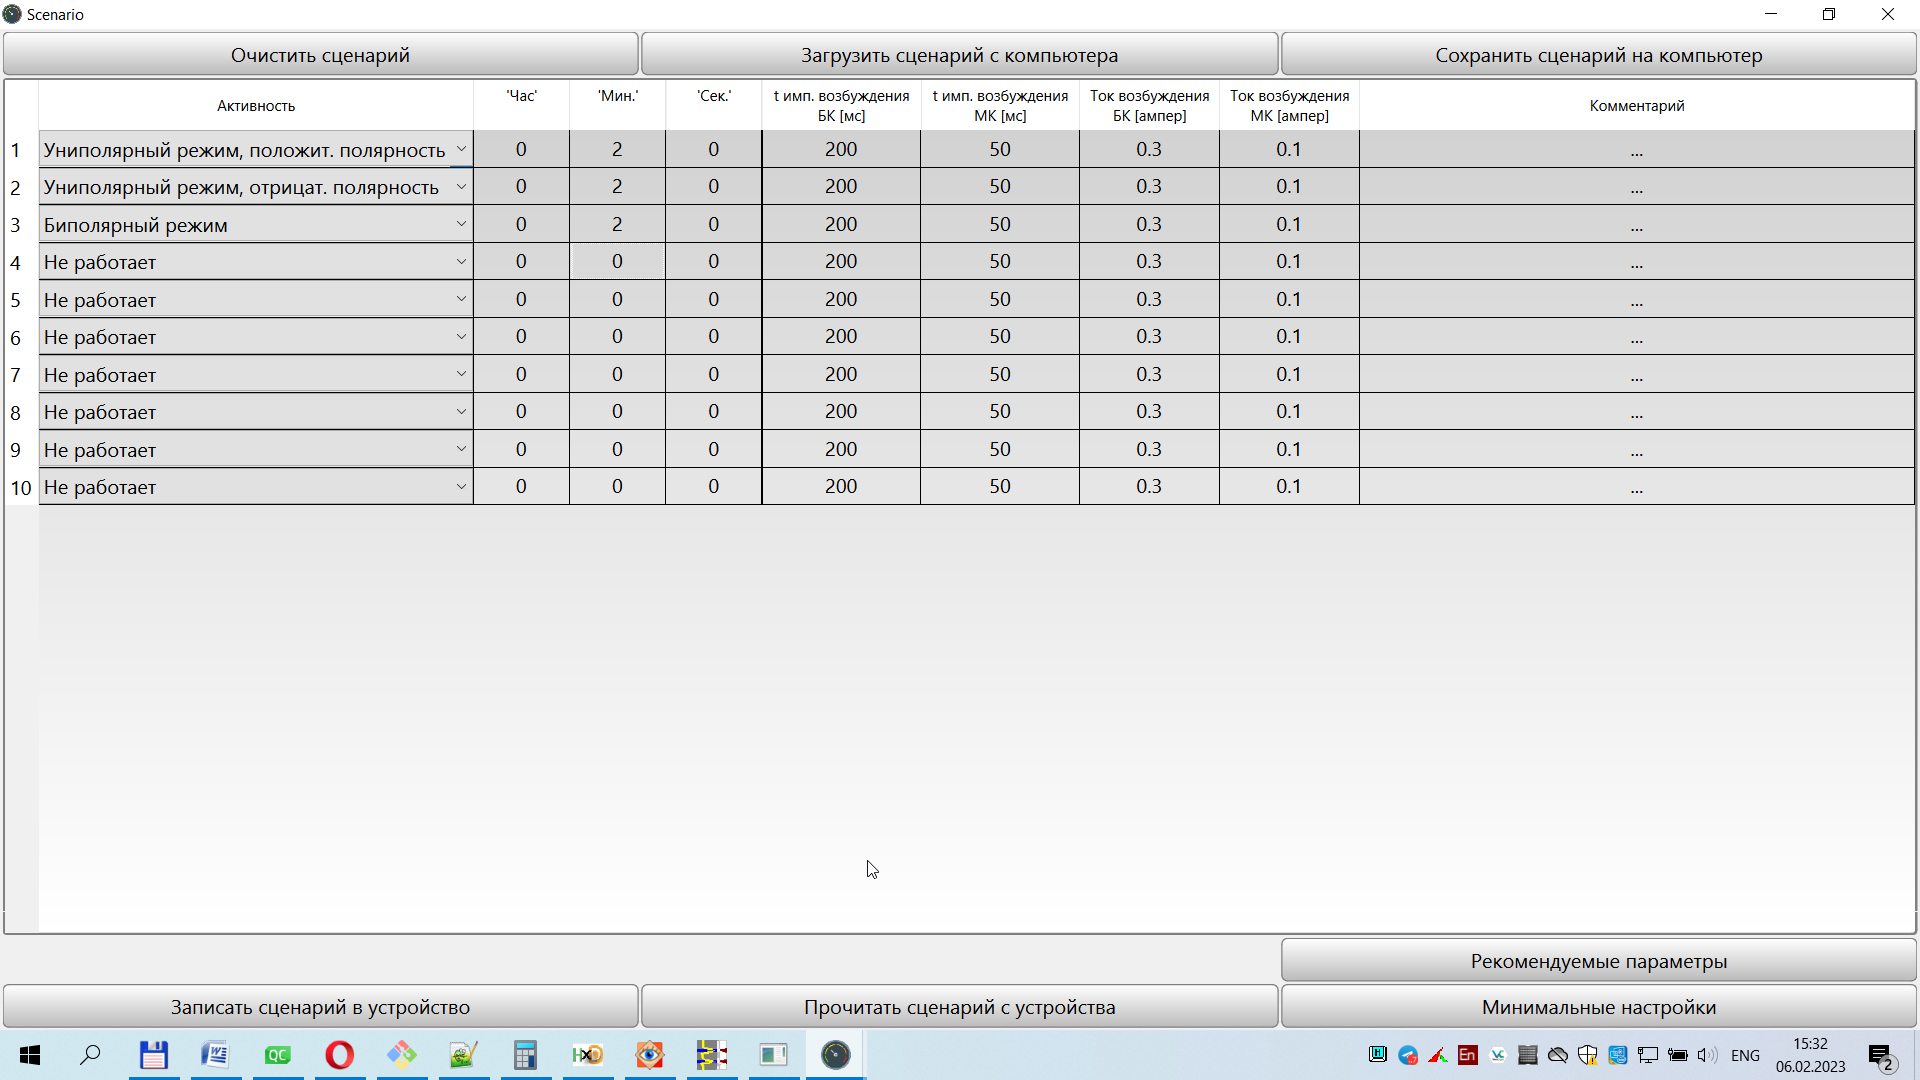 Scenario
Очистить сценарий Загрузить сценарий с компьютера Сохранить сценарий на компьютер
Активность 'Час' 'Мин.' 'Сек.' t имп. возбуждения БК [мс] t имп. возбуждения МК [мс] Ток возбуждения БК [ампер] Ток возбуждения МК [ампер] Комментарий
1 Униполярный режим, положит. полярность 0 2 0 200 50 0.3 0.1 ...
2 Униполярный режим, отрицат. полярность 0 2 0 200 50 0.3 0.1 ...
3 Биполярный режим 0 2 0 200 50 0.3 0.1 ...
4 Не работает 0 0 0 200 50 0.3 0.1 ...
5 Не работает 0 0 0 200 50 0.3 0.1 ...
6 Не работает 0 0 0 200 50 0.3 0.1 ...
7 Не работает 0 0 0 200 50 0.3 0.1 ...
8 Не работает 0 0 0 200 50 0.3 0.1 ...
9 Не работает 0 0 0 200 50 0.3 0.1 ...
10 Не работает 0 0 0 200 50 0.3 0.1 ...
Рекомендуемые параметры
Записать сценарий в устройство Прочитать сценарий с устройства Минимальные настройки
QC HXD En ENG 15:32
06.02.2023 2